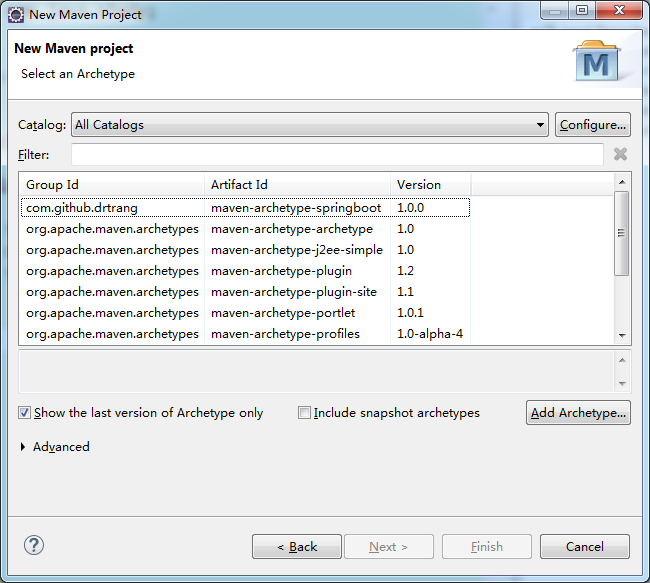 New Maven Project
New Maven project
Select an Archetype
M
Catalog: All Catalogs Configure...
Filter:
Group Id Artifact Id Version
com.github.drtrang maven-archetype-springboot 1.0.0
org.apache.maven.archetypes maven-archetype-archetype 1.0
org.apache.maven.archetypes maven-archetype-j2ee-simple 1.0
org.apache.maven.archetypes maven-archetype-plugin 1.2
org.apache.maven.archetypes maven-archetype-plugin-site 1.1
org.apache.maven.archetypes maven-archetype-portlet 1.0.1
org.apache.maven.archetypes maven-archetype-profiles 1.0-alpha-4
Show the last version of Archetype only Include snapshot archetypes Add Archetype...
Advanced
? < Back Next > Finish Cancel